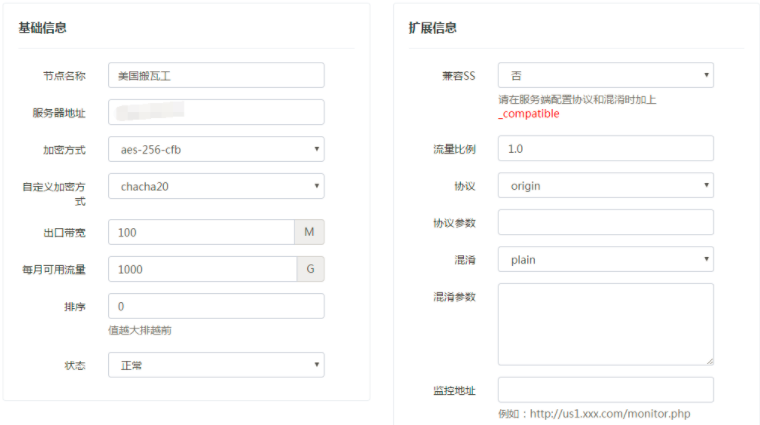 基础信息
节点名称 美国搬瓦工
服务器地址
加密方式 aes-256-cfb
自定义加密方
式 chacha20
出口带宽 100 M
每月可用流量 1000 G
排序 0
值越大排越前
状态 正常
扩展信息
兼容SS 否
请在服务端配置协议和混淆时加上
_compatible
流量比例 1.0
协议 origin
协议参数
混淆 plain
混淆参数
监控地址
例如：http://us1.xxx.com/monitor.php